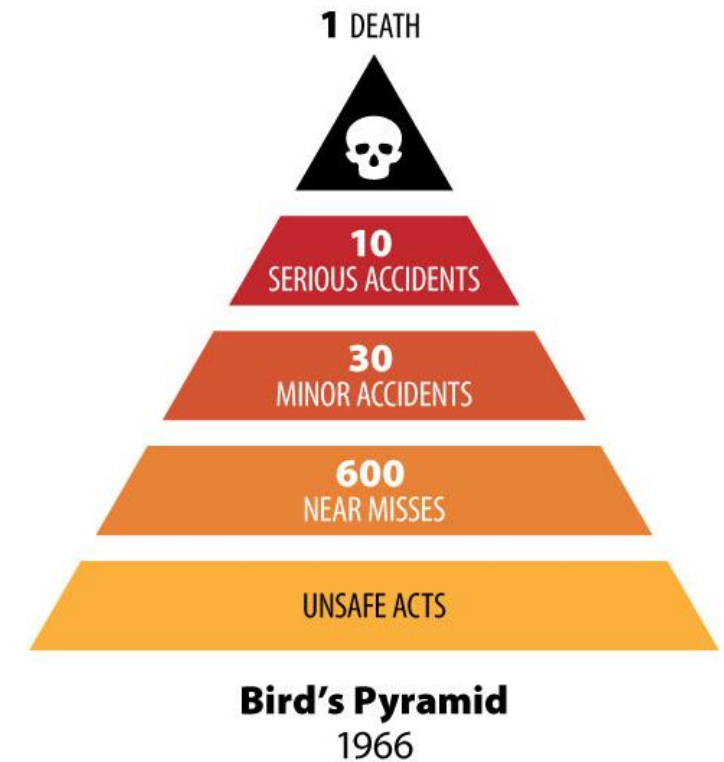 1 DEATH
10
SERIOUS ACCIDENTS
30
MINOR ACCIDENTS
600
NEAR MISSES
UNSAFE ACTS
Bird's Pyramid
1966